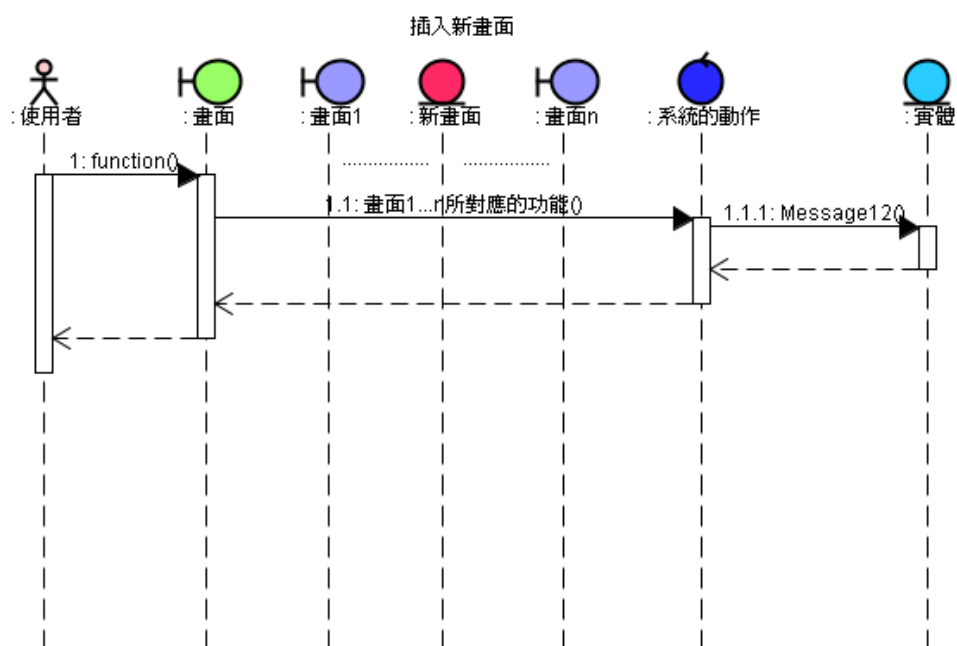 插入新畫面
: 使用者
: 畫面
: 畫面1
: 新畫面
: 畫面n
: 系統的動作
: 實體
1: function()
1.1: 畫面1...n所對應的功能()
1.1.1: Message12()